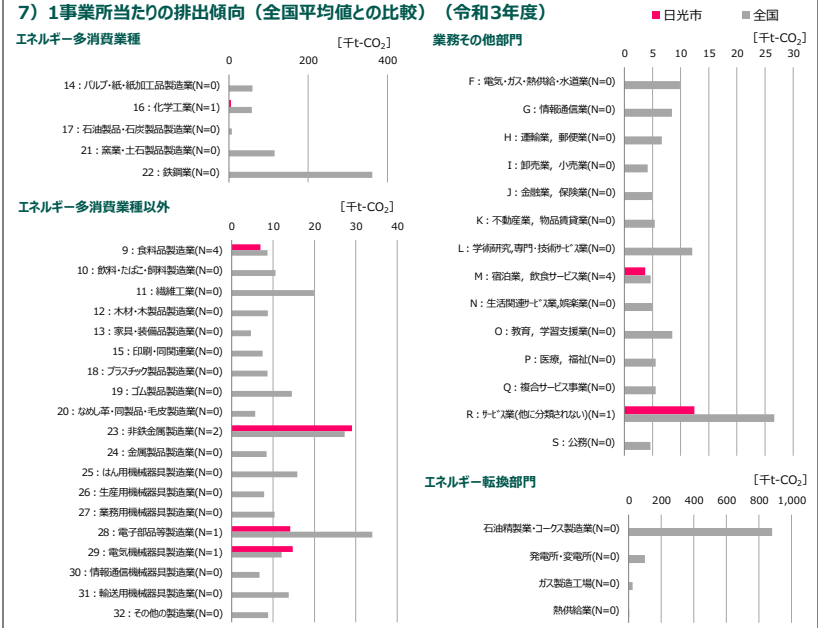 7）1事業所当たりの排出傾向（全国平均値との比較）（令和3年度）
■日光市 ■全国
エネルギー多消費業種
［千t-CO₂］
0 200 400
14：パルプ・紙・紙加工品製造業(N=0)
16：化学工業(N=1)
17：石油製品・石炭製品製造業(N=0)
21：窯業・土石製品製造業(N=0)
22：鉄鋼業(N=0)
エネルギー多消費業種以外
［千t-CO₂］
0 10 20 30 40
9：食料品製造業(N=4)
10：飲料・たばこ・飼料製造業(N=0)
11：繊維工業(N=0)
12：木材・木製品製造業(N=0)
13：家具・装備品製造業(N=0)
15：印刷・同関連業(N=0)
18：プラスチック製品製造業(N=0)
19：ゴム製品製造業(N=0)
20：なめし革・同製品・毛皮製造業(N=0)
23：非鉄金属製造業(N=2)
24：金属製品製造業(N=0)
25：はん用機械器具製造業(N=0)
26：生産用機械器具製造業(N=0)
27：業務用機械器具製造業(N=0)
28：電子部品等製造業(N=1)
29：電気機械器具製造業(N=1)
30：情報通信機械器具製造業(N=0)
31：輸送用機械器具製造業(N=0)
32：その他の製造業(N=0)
業務その他部門
［千t-CO₂］
0 5 10 15 20 25 30
F：電気・ガス・熱供給・水道業(N=0)
G：情報通信業(N=0)
H：運輸業，郵便業(N=0)
I：卸売業，小売業(N=0)
J：金融業，保険業(N=0)
K：不動産業，物品賃貸業(N=0)
L：学術研究,専門・技術ｻｰﾋﾞｽ業(N=0)
M：宿泊業，飲食サービス業(N=4)
N：生活関連ｻｰﾋﾞｽ業,娯楽業(N=0)
O：教育，学習支援業(N=0)
P：医療，福祉(N=0)
Q：複合サービス事業(N=0)
R：ｻｰﾋﾞｽ業(他に分類されない)(N=1)
S：公務(N=0)
エネルギー転換部門
［千t-CO₂］
0 200 400 600 800 1,000
石油精製業・コークス製造業(N=0)
発電所・変電所(N=0)
ガス製造工場(N=0)
熱供給業(N=0)